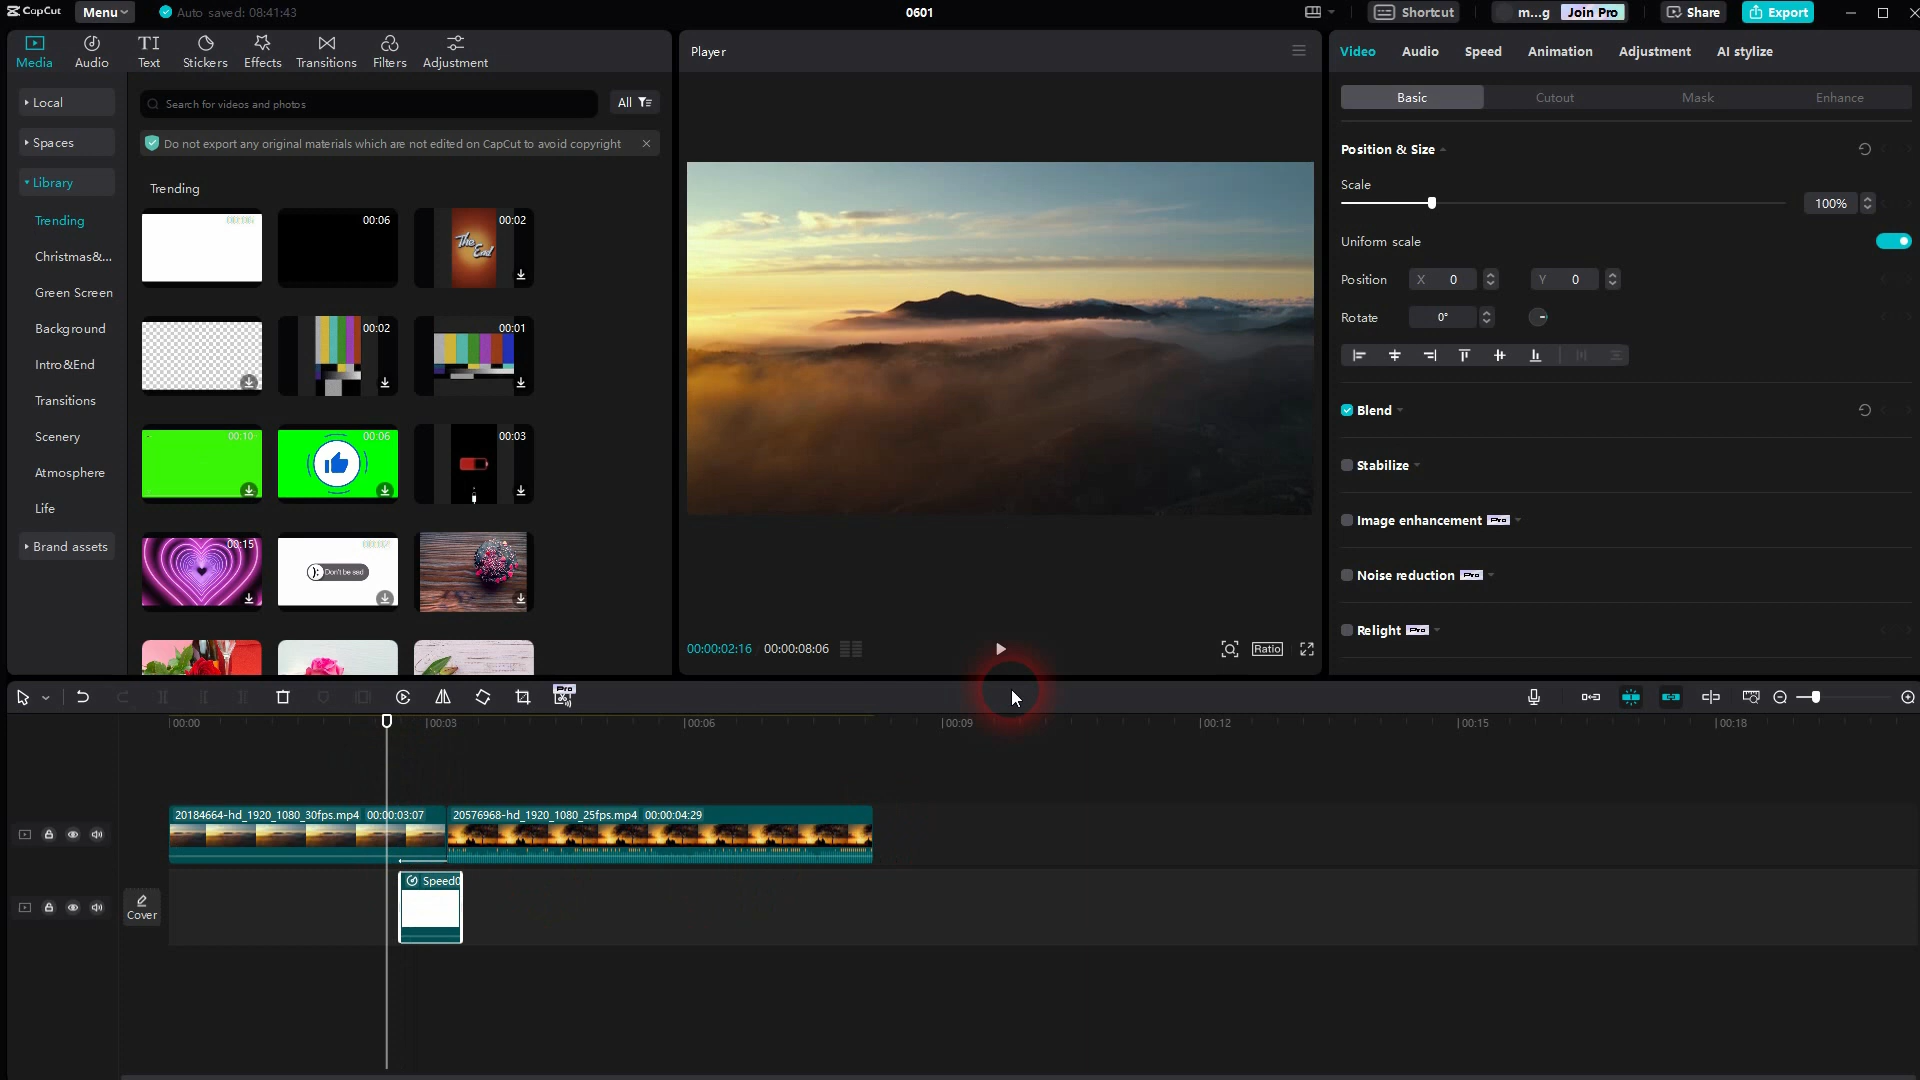 CapCut
Menu
Auto saved: 08:41:43
0601
Shortcut
m...g
Join Pro
Share
Export
Media
Audio
Text
Stickers
Effects
Transitions
Filters
Adjustment
Local
Spaces
Library
Trending
Christmas&...
Green Screen
Background
Intro&End
Transitions
Scenery
Atmosphere
Life
Brand assets
Search for videos and photos
All
Do not export any original materials which are not edited on CapCut to avoid copyright
Trending
00:06
00:02
The End
00:02
00:01
00:10
00:06
00:03
00:15
Don't be sad
Player
00:00:02:16
00:00:08:06
Ratio
Video
Audio
Speed
Animation
Adjustment
AI stylize
Basic
Cutout
Mask
Enhance
Position & Size
Scale
100%
Uniform scale
Position
X 0
Y 0
Rotate
0°
Blend
Stabilize
Image enhancement Pro
Noise reduction Pro
Relight Pro
Pro
00:00
00:03
00:06
00:09
00:12
00:15
00:18
20184664-hd_1920_1080_30fps.mp4 00:00:03:07
20576968-hd_1920_1080_25fps.mp4 00:00:04:29
Cover
Speed0